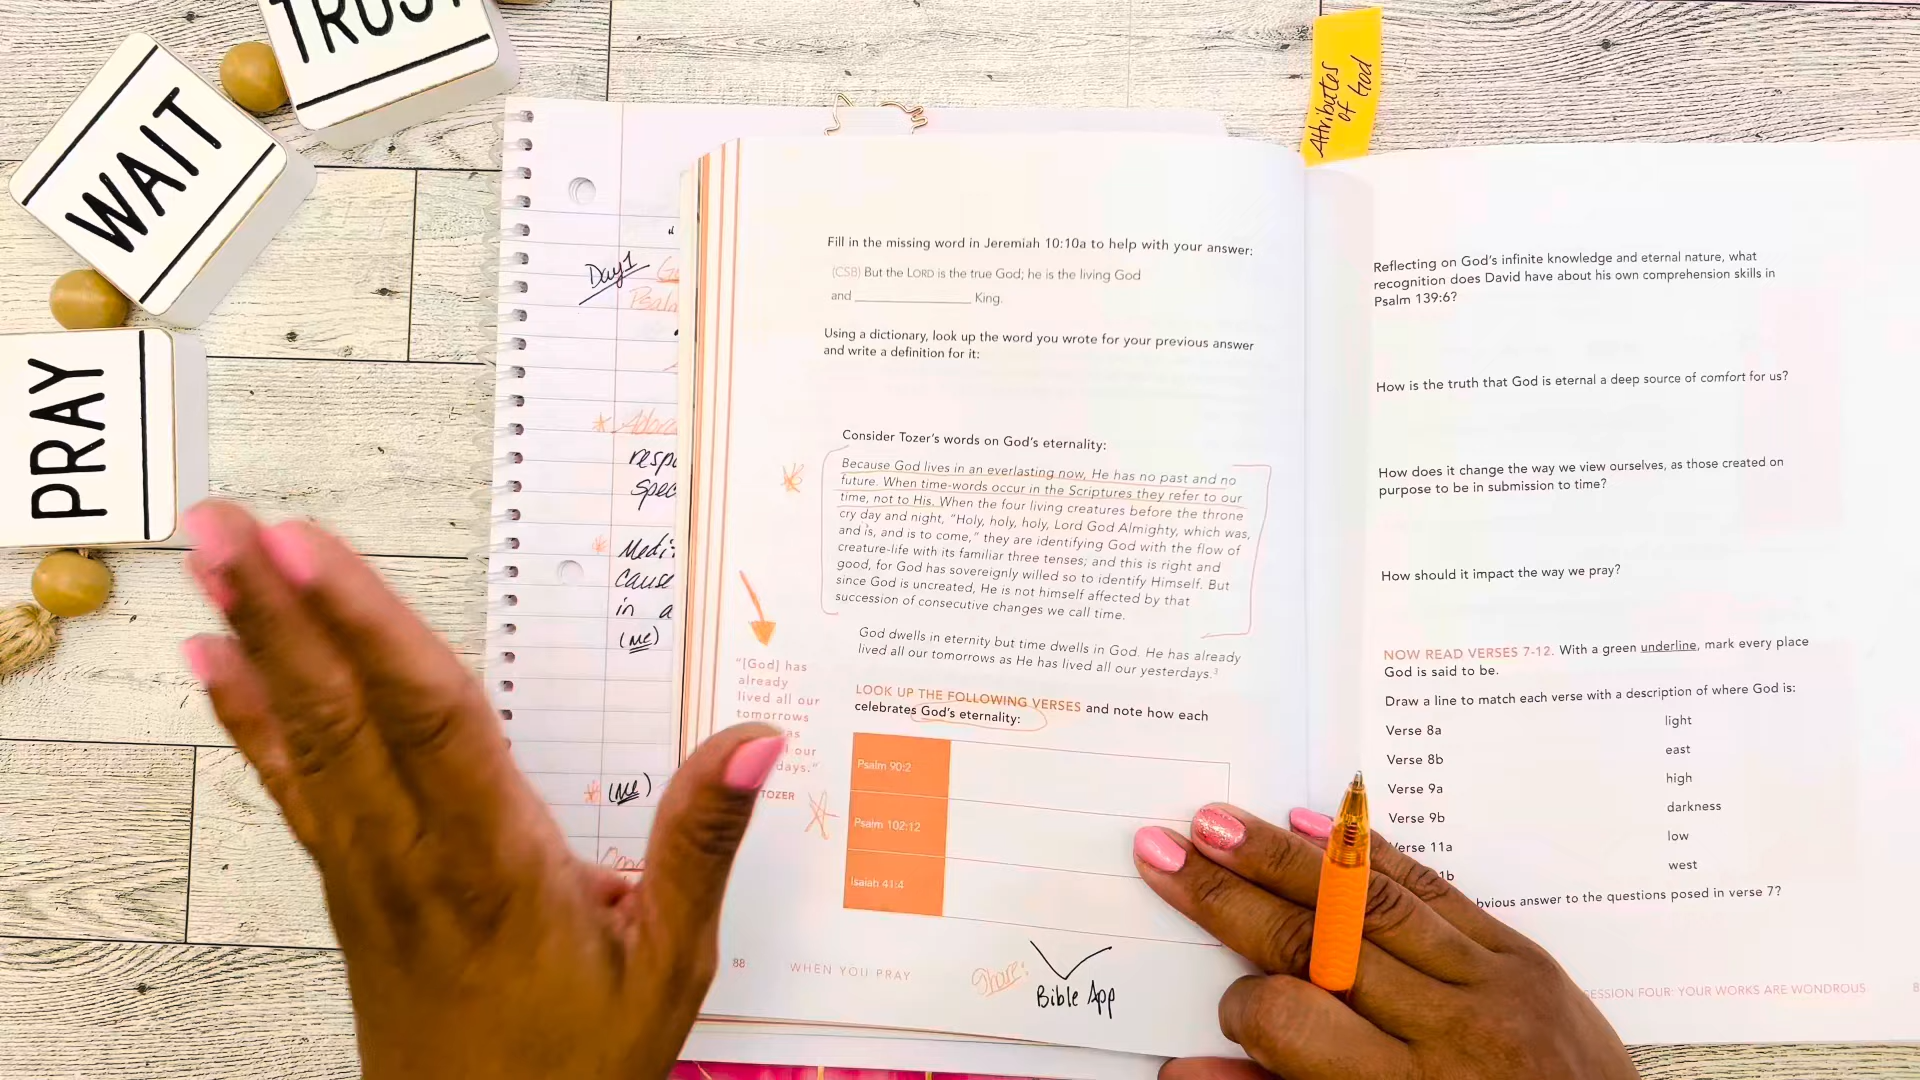 TRUST
WAIT
PRAY
Attributes
of God
Day 1
Psalm
respo
spec
Medi
cause
in a
(me)
(me)
Fill in the missing word in Jeremiah 10:10a to help with your answer:
(CSB) But the LORD is the true God; he is the living God
and _______________ King.
Using a dictionary, look up the word you wrote for your previous answer
and write a definition for it:
Consider Tozer's words on God's eternality:
Because God lives in an everlasting now, He has no past and no
future. When time-words occur in the Scriptures they refer to our
time, not to His. When the four living creatures before the throne
cry day and night, "Holy, holy, holy, Lord God Almighty, which was,
and is, and is to come," they are identifying God with the flow of
creature-life with its familiar three tenses; and this is right and
good, for God has sovereignly willed so to identify Himself. But
since God is uncreated, He is not himself affected by that
succession of consecutive changes we call time.
God dwells in eternity but time dwells in God. He has already
lived all our tomorrows as He has lived all our yesterdays.³
"[God] has
already
lived all our
tomorrows
as
our
days."
TOZER
LOOK UP THE FOLLOWING VERSES and note how each
celebrates God's eternality:
Psalm 90:2
Psalm 102:12
Isaiah 41:4
88 WHEN YOU PRAY
Share:
Bible App
Reflecting on God's infinite knowledge and eternal nature, what
recognition does David have about his own comprehension skills in
Psalm 139:6?
How is the truth that God is eternal a deep source of comfort for us?
How does it change the way we view ourselves, as those created on
purpose to be in submission to time?
How should it impact the way we pray?
NOW READ VERSES 7-12. With a green underline, mark every place
God is said to be.
Draw a line to match each verse with a description of where God is:
Verse 8a light
Verse 8b east
Verse 9a high
Verse 9b darkness
Verse 11a low
1b west
bvious answer to the questions posed in verse 7?
ESSION FOUR: YOUR WORKS ARE WONDROUS 8